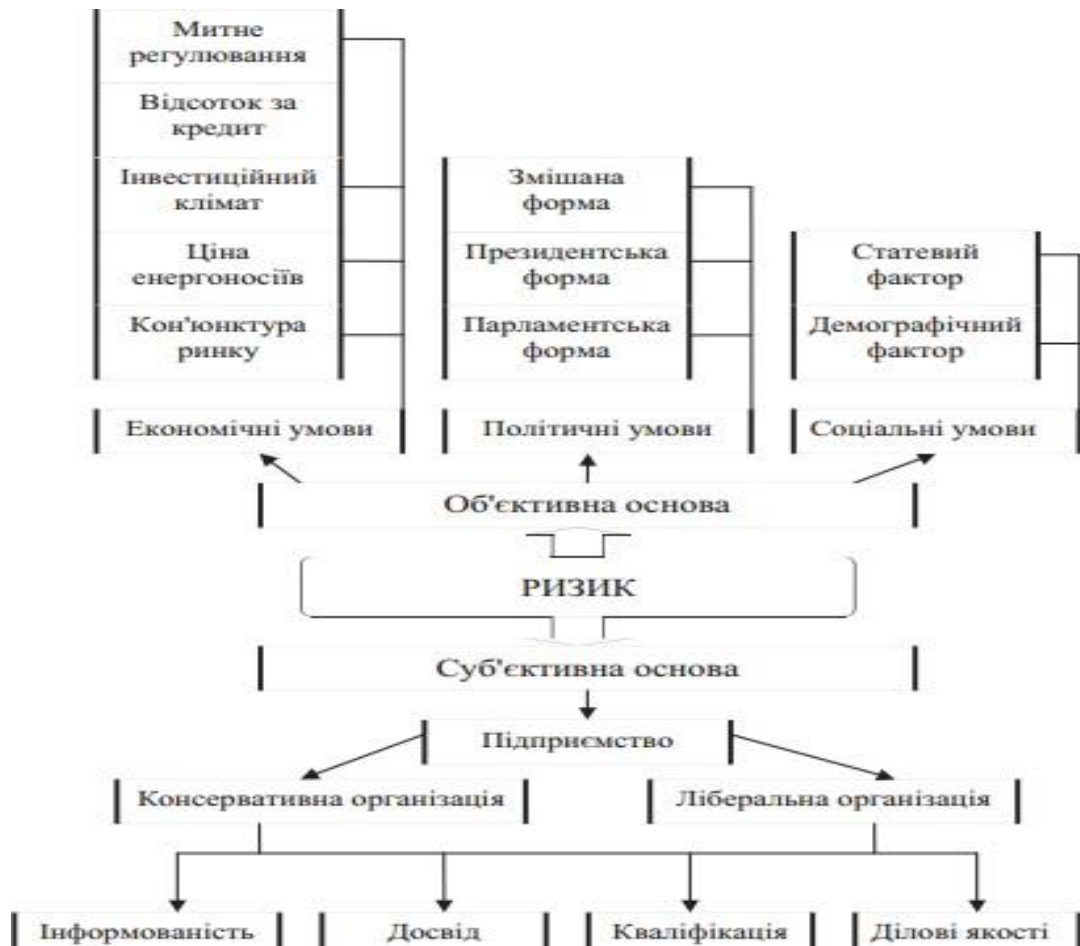 Митне
регулювання
Відсоток за
кредит
Інвестиційний
клімат
Ціна
енергоносіїв
Кон'юнктура
ринку
Змішана
форма
Президентська
форма
Парламентська
форма
Статевий
фактор
Демографічний
фактор
Економічні умови
Політичні умови
Соціальні умови
Об'єктивна основа
РИЗИК
Суб'єктивна основа
Підприємство
Консервативна організація
Ліберальна організація
Інформованість
Досвід
Кваліфікація
Ділові якості